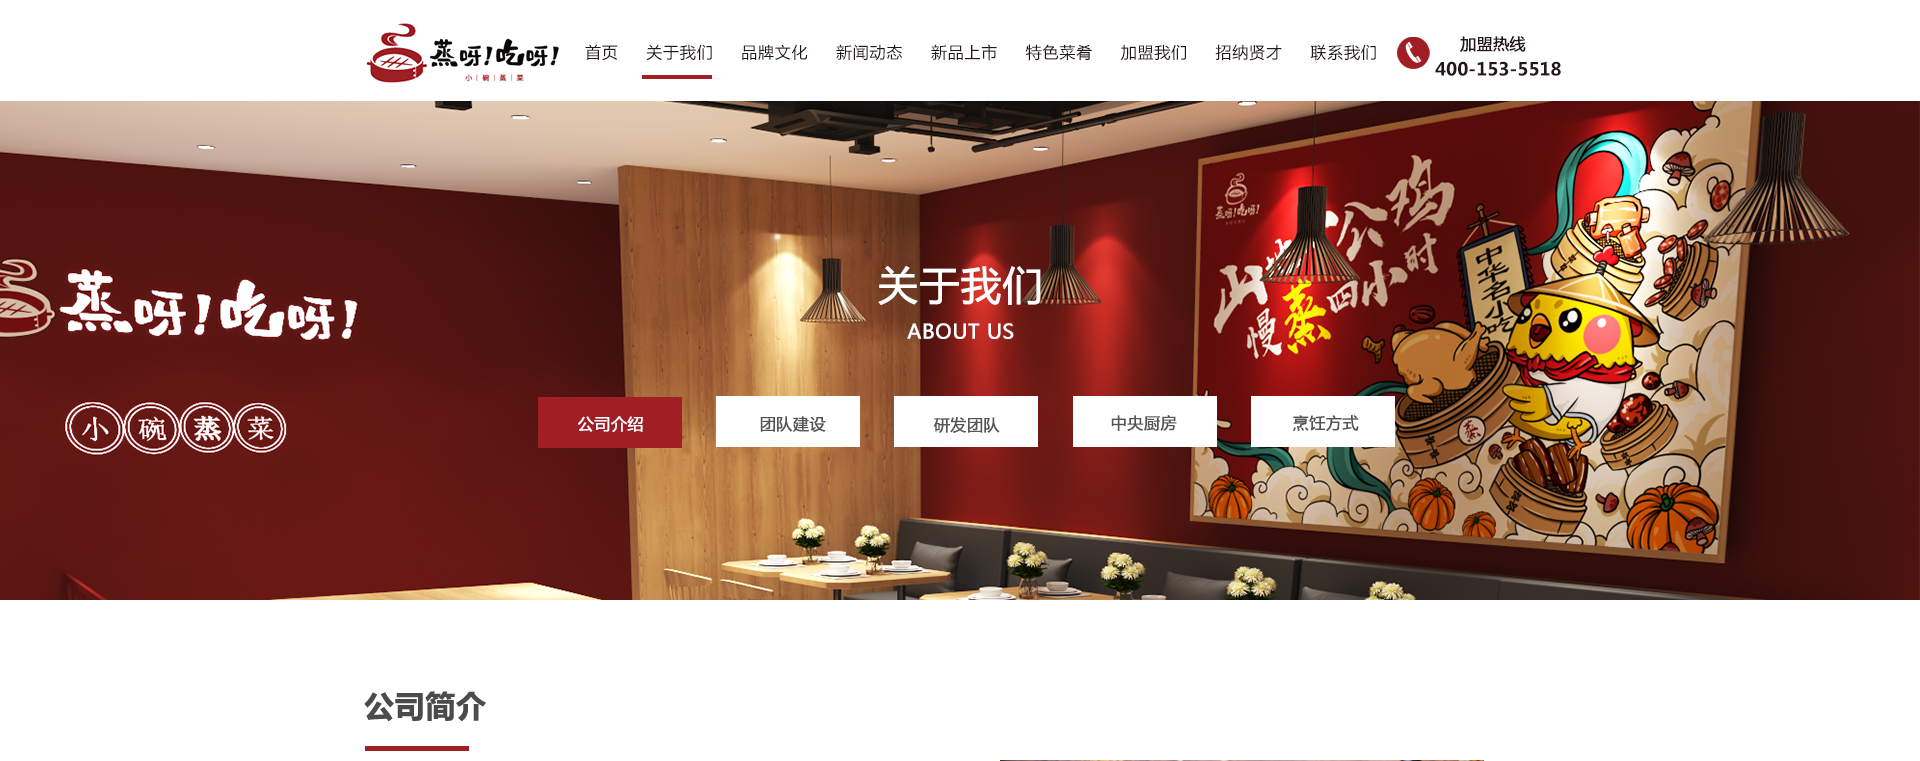 蒸呀!吃呀!
小 碗 蒸 菜
首页 关于我们 品牌文化 新闻动态 新品上市 特色菜肴 加盟我们 招纳贤才 联系我们
加盟热线
400-153-5518
蒸呀!吃呀!
小碗蒸菜
关于我们
ABOUT US
公司介绍 团队建设 研发团队 中央厨房 烹饪方式
蒸呀!吃呀!
公鸡
慢蒸四小时
中华名小吃
蒸
公司简介